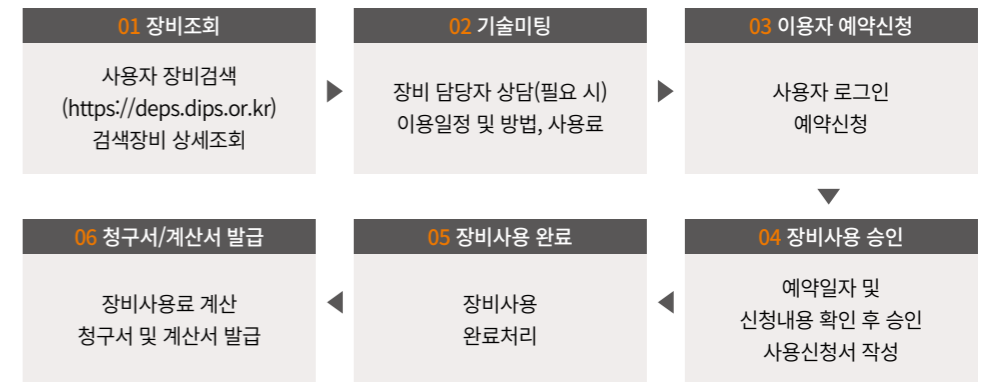 01 장비조회
사용자 장비검색
(https://deps.dips.or.kr)
검색장비 상세조회
02 기술미팅
장비 담당자 상담(필요 시)
이용일정 및 방법, 사용료
03 이용자 예약신청
사용자 로그인
예약신청
04 장비사용 승인
예약일자 및
신청내용 확인 후 승인
사용신청서 작성
05 장비사용 완료
장비사용
완료처리
06 청구서/계산서 발급
장비사용료 계산
청구서 및 계산서 발급